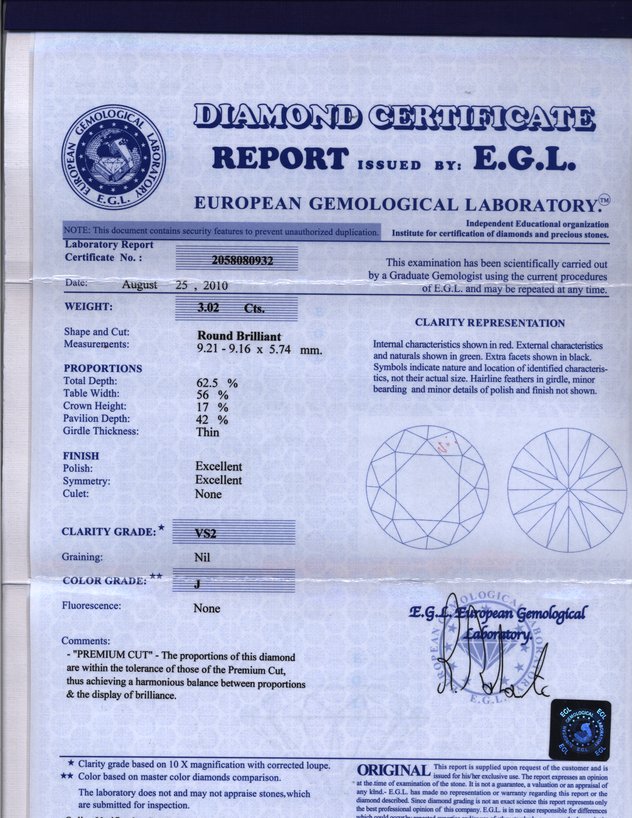 DIAMOND CERTIFICATE
REPORT ISSUED BY: E.G.L.
EUROPEAN GEMOLOGICAL LABORATORY.™
EUROPEAN GEMOLOGICAL LABORATORY
E.G.L.
NOTE: This document contains security features to prevent unauthorized duplication.
Independent Educational organization
Institute for certification of diamonds and precious stones.
Laboratory Report
Certificate No. : 2058080932
Date: August 25 , 2010
This examination has been scientifically carried out
by a Graduate Gemologist using the current procedures
of E.G.L. and may be repeated at any time.
WEIGHT: 3.02 Cts.
Shape and Cut: Round Brilliant
Measurements: 9.21 - 9.16 x 5.74 mm.
PROPORTIONS
Total Depth: 62.5 %
Table Width: 56 %
Crown Height: 17 %
Pavilion Depth: 42 %
Girdle Thickness: Thin
FINISH
Polish: Excellent
Symmetry: Excellent
Culet: None
CLARITY GRADE: ★ VS2
Graining: Nil
COLOR GRADE: ★★ J
Fluorescence: None
Comments:
- "PREMIUM CUT" - The proportions of this diamond
are within the tolerance of those of the Premium Cut,
thus achieving a harmonious balance between proportions
& the display of brilliance.
CLARITY REPRESENTATION
Internal characteristics shown in red. External characteristics
and naturals shown in green. Extra facets shown in black.
Symbols indicate nature and location of identified characteris-
tics, not their actual size. Hairline feathers in girdle, minor
bearding and minor details of polish and finish not shown.
E.G.L. European Gemological
Laboratory.
★ Clarity grade based on 10 X magnification with corrected loupe.
★★ Color based on master color diamonds comparison.
The laboratory does and may not appraise stones, which
are submitted for inspection.
ORIGINAL This report is supplied upon request of the customer and is
issued for his/her exclusive use. The report expresses an opinion
at the time of examination of the stone. It is not a guarantee, a valuation or an appraisal of
any kind.- E.G.L. has made no representation or warranty regarding this report or the
diamond described. Since diamond grading is not an exact science this report represents only
the best professional opinion of this company. E.G.L. is in no case responsible for differences